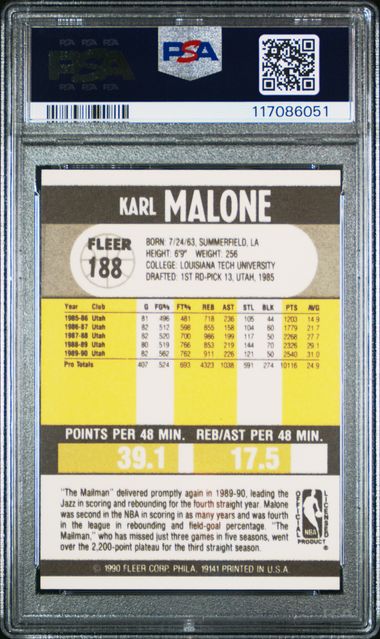 PSA
117086051
KARL MALONE
FLEER
188
BORN: 7/24/63, SUMMERFIELD, LA
HEIGHT: 6'9" WEIGHT: 256
COLLEGE: LOUISIANA TECH UNIVERSITY
DRAFTED: 1ST RD-PICK 13, UTAH, 1985
Year Club G FG% FT% REB AST STL BLK PTS AVG
1985-86 Utah 81 496 481 718 236 105 44 1203 14.9
1986-87 Utah 82 512 598 855 158 104 60 1779 21.7
1987-88 Utah 82 520 700 986 199 117 50 2268 27.7
1988-89 Utah 80 519 766 853 219 144 70 2326 29.1
1989-90 Utah 82 562 762 911 226 121 50 2540 31.0
Pro Totals 407 524 693 4323 1038 591 274 10116 24.9
POINTS PER 48 MIN. REB/AST PER 48 MIN.
39.1 17.5
"The Mailman" delivered promptly again in 1989-90, leading the
Jazz in scoring and rebounding for the fourth straight year. Malone
was second in the NBA in scoring in as many years and was fourth
in the league in rebounding and field-goal percentage. "The
Mailman," who has missed just three games in five seasons, went
over the 2,200-point plateau for the third straight season.
OFFICIAL LICENSED
NBA
PRODUCT
© 1990 FLEER CORP., PHILA., 19141 PRINTED IN U.S.A.